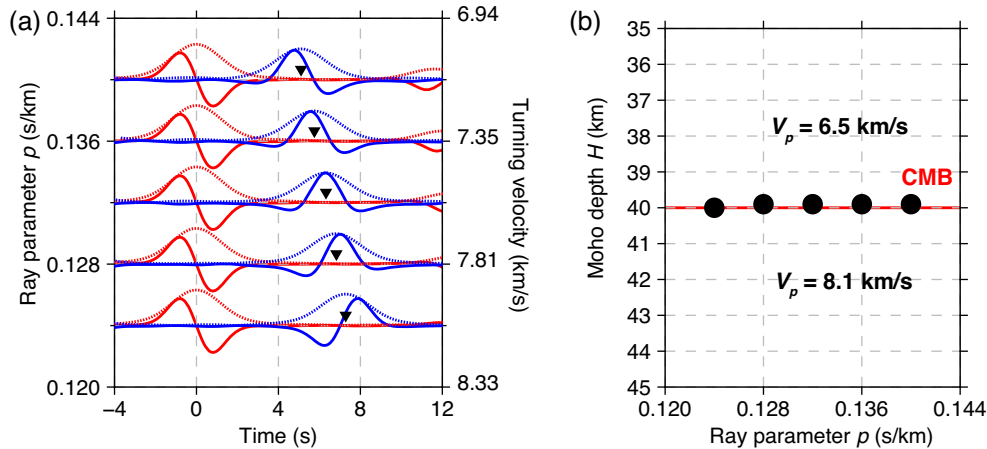 (a)
0.144
0.136
0.128
0.120
Ray parameter p (s/km)
−4
0
4
8
12
Time (s)
6.94
7.35
7.81
8.33
Turning velocity (km/s)
(b)
35
36
37
38
39
40
41
42
43
44
45
Moho depth H (km)
Vp = 6.5 km/s
CMB
Vp = 8.1 km/s
0.120
0.128
0.136
0.144
Ray parameter p (s/km)